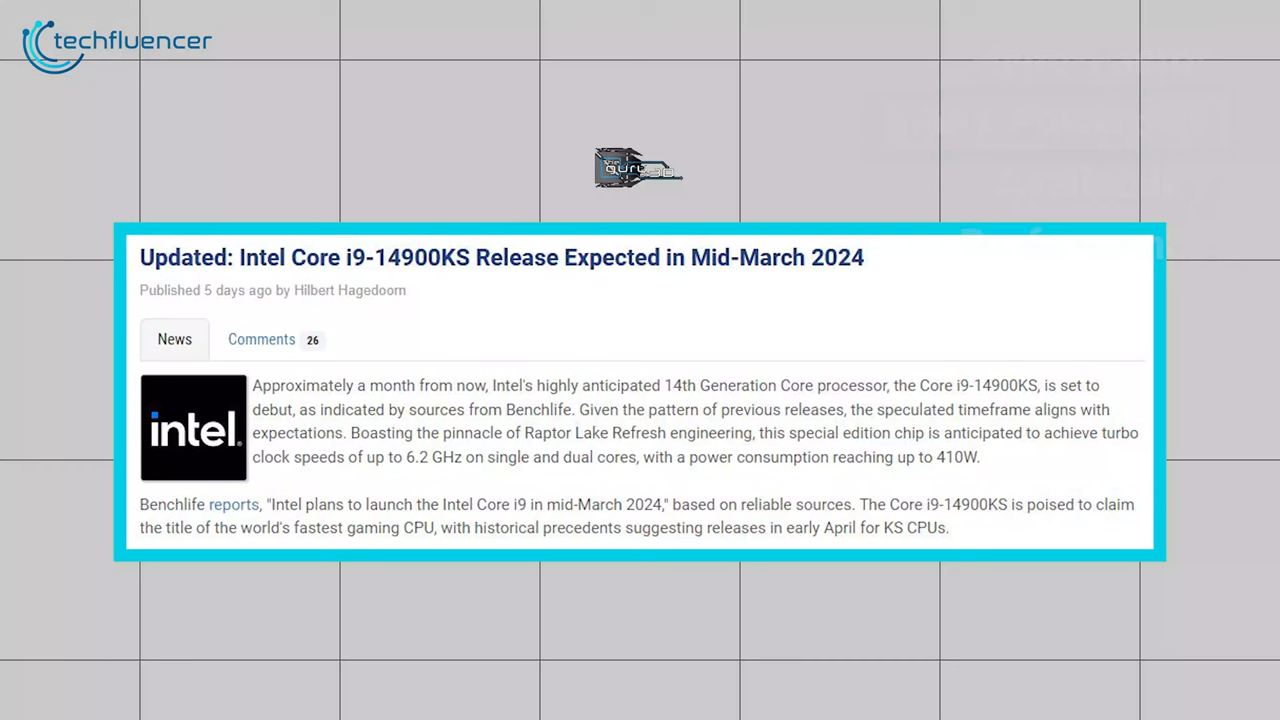 techfluencer
guru3D
Updated: Intel Core i9-14900KS Release Expected in Mid-March 2024
Published 5 days ago by Hilbert Hagedoorn
News
Comments 26
intel.
Approximately a month from now, Intel's highly anticipated 14th Generation Core processor, the Core i9-14900KS, is set to
debut, as indicated by sources from Benchlife. Given the pattern of previous releases, the speculated timeframe aligns with
expectations. Boasting the pinnacle of Raptor Lake Refresh engineering, this special edition chip is anticipated to achieve turbo
clock speeds of up to 6.2 GHz on single and dual cores, with a power consumption reaching up to 410W.
Benchlife reports, "Intel plans to launch the Intel Core i9 in mid-March 2024," based on reliable sources. The Core i9-14900KS is poised to claim
the title of the world's fastest gaming CPU, with historical precedents suggesting releases in early April for KS CPUs.